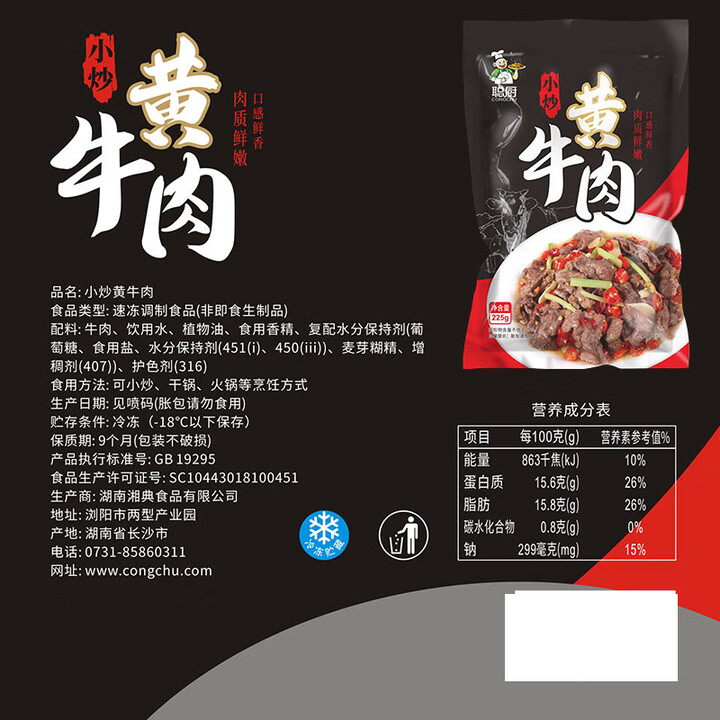 小炒
黄
牛肉
口感鲜香
肉质鲜嫩
品名: 小炒黄牛肉
食品类型: 速冻调制食品(非即食生制品)
配料: 牛肉、饮用水、植物油、食用香精、复配水分保持剂(葡
萄糖、食用盐、水分保持剂(451(i)、450(iii))、麦芽糊精、增
稠剂(407))、护色剂(316)
食用方法: 可小炒、干锅、火锅等烹饪方式
生产日期: 见喷码(胀包请勿食用)
贮存条件: 冷冻（-18℃以下保存）
保质期: 9个月(包装不破损)
产品执行标准号: GB 19295
食品生产许可证号: SC10443018100451
生产商: 湖南湘典食品有限公司
地址: 浏阳市两型产业园
产地: 湖南省长沙市
电话: 0731-85860311
网址: www.congchu.com
冷冻贮藏
聪厨
CONGCHU
小炒
黄
牛肉
口感鲜香
肉质鲜嫩
净含量
225g
营养成分表
项目 每100克(g) 营养素参考值%
能量 863千焦(kJ) 10%
蛋白质 15.6克(g) 26%
脂肪 15.8克(g) 26%
碳水化合物 0.8克(g) 0%
钠 299毫克(mg) 15%